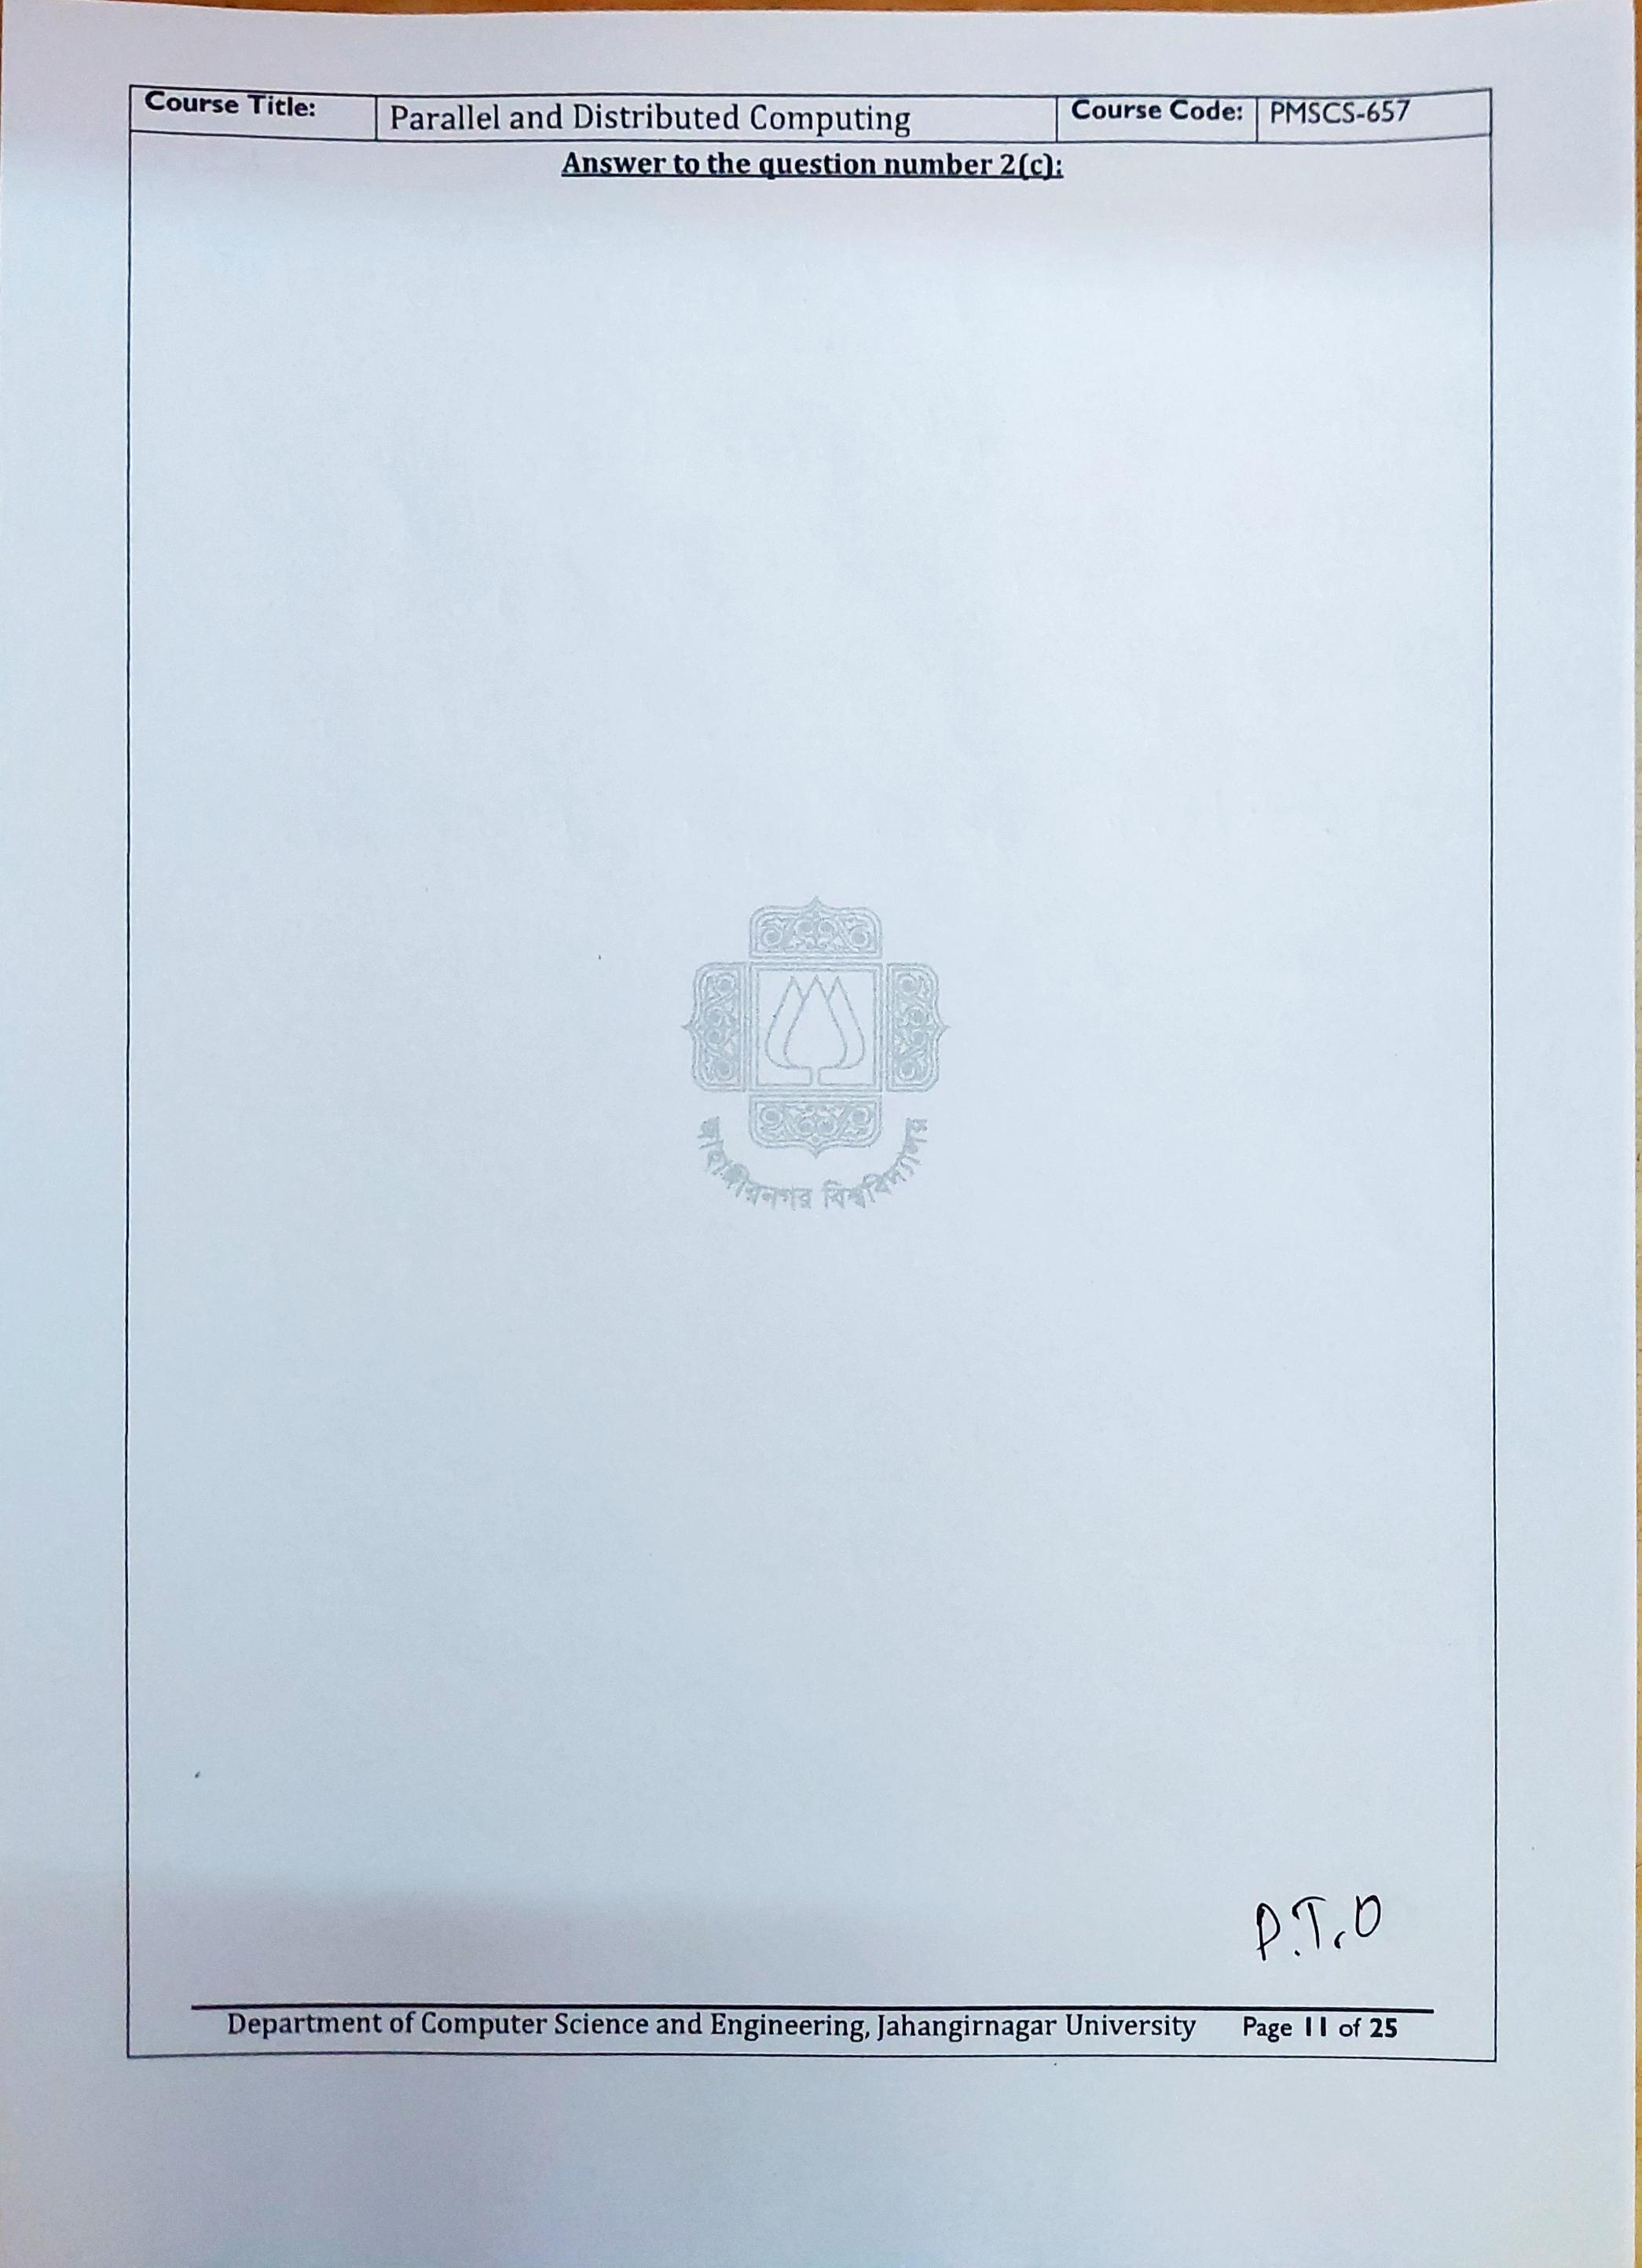 Course Title: Parallel and Distributed Computing Course Code: PMSCS-657
Answer to the question number 2(c):
জাহাঙ্গীরনগর বিশ্ববিদ্যালয়
P.T.O
Department of Computer Science and Engineering, Jahangirnagar University Page 11 of 25